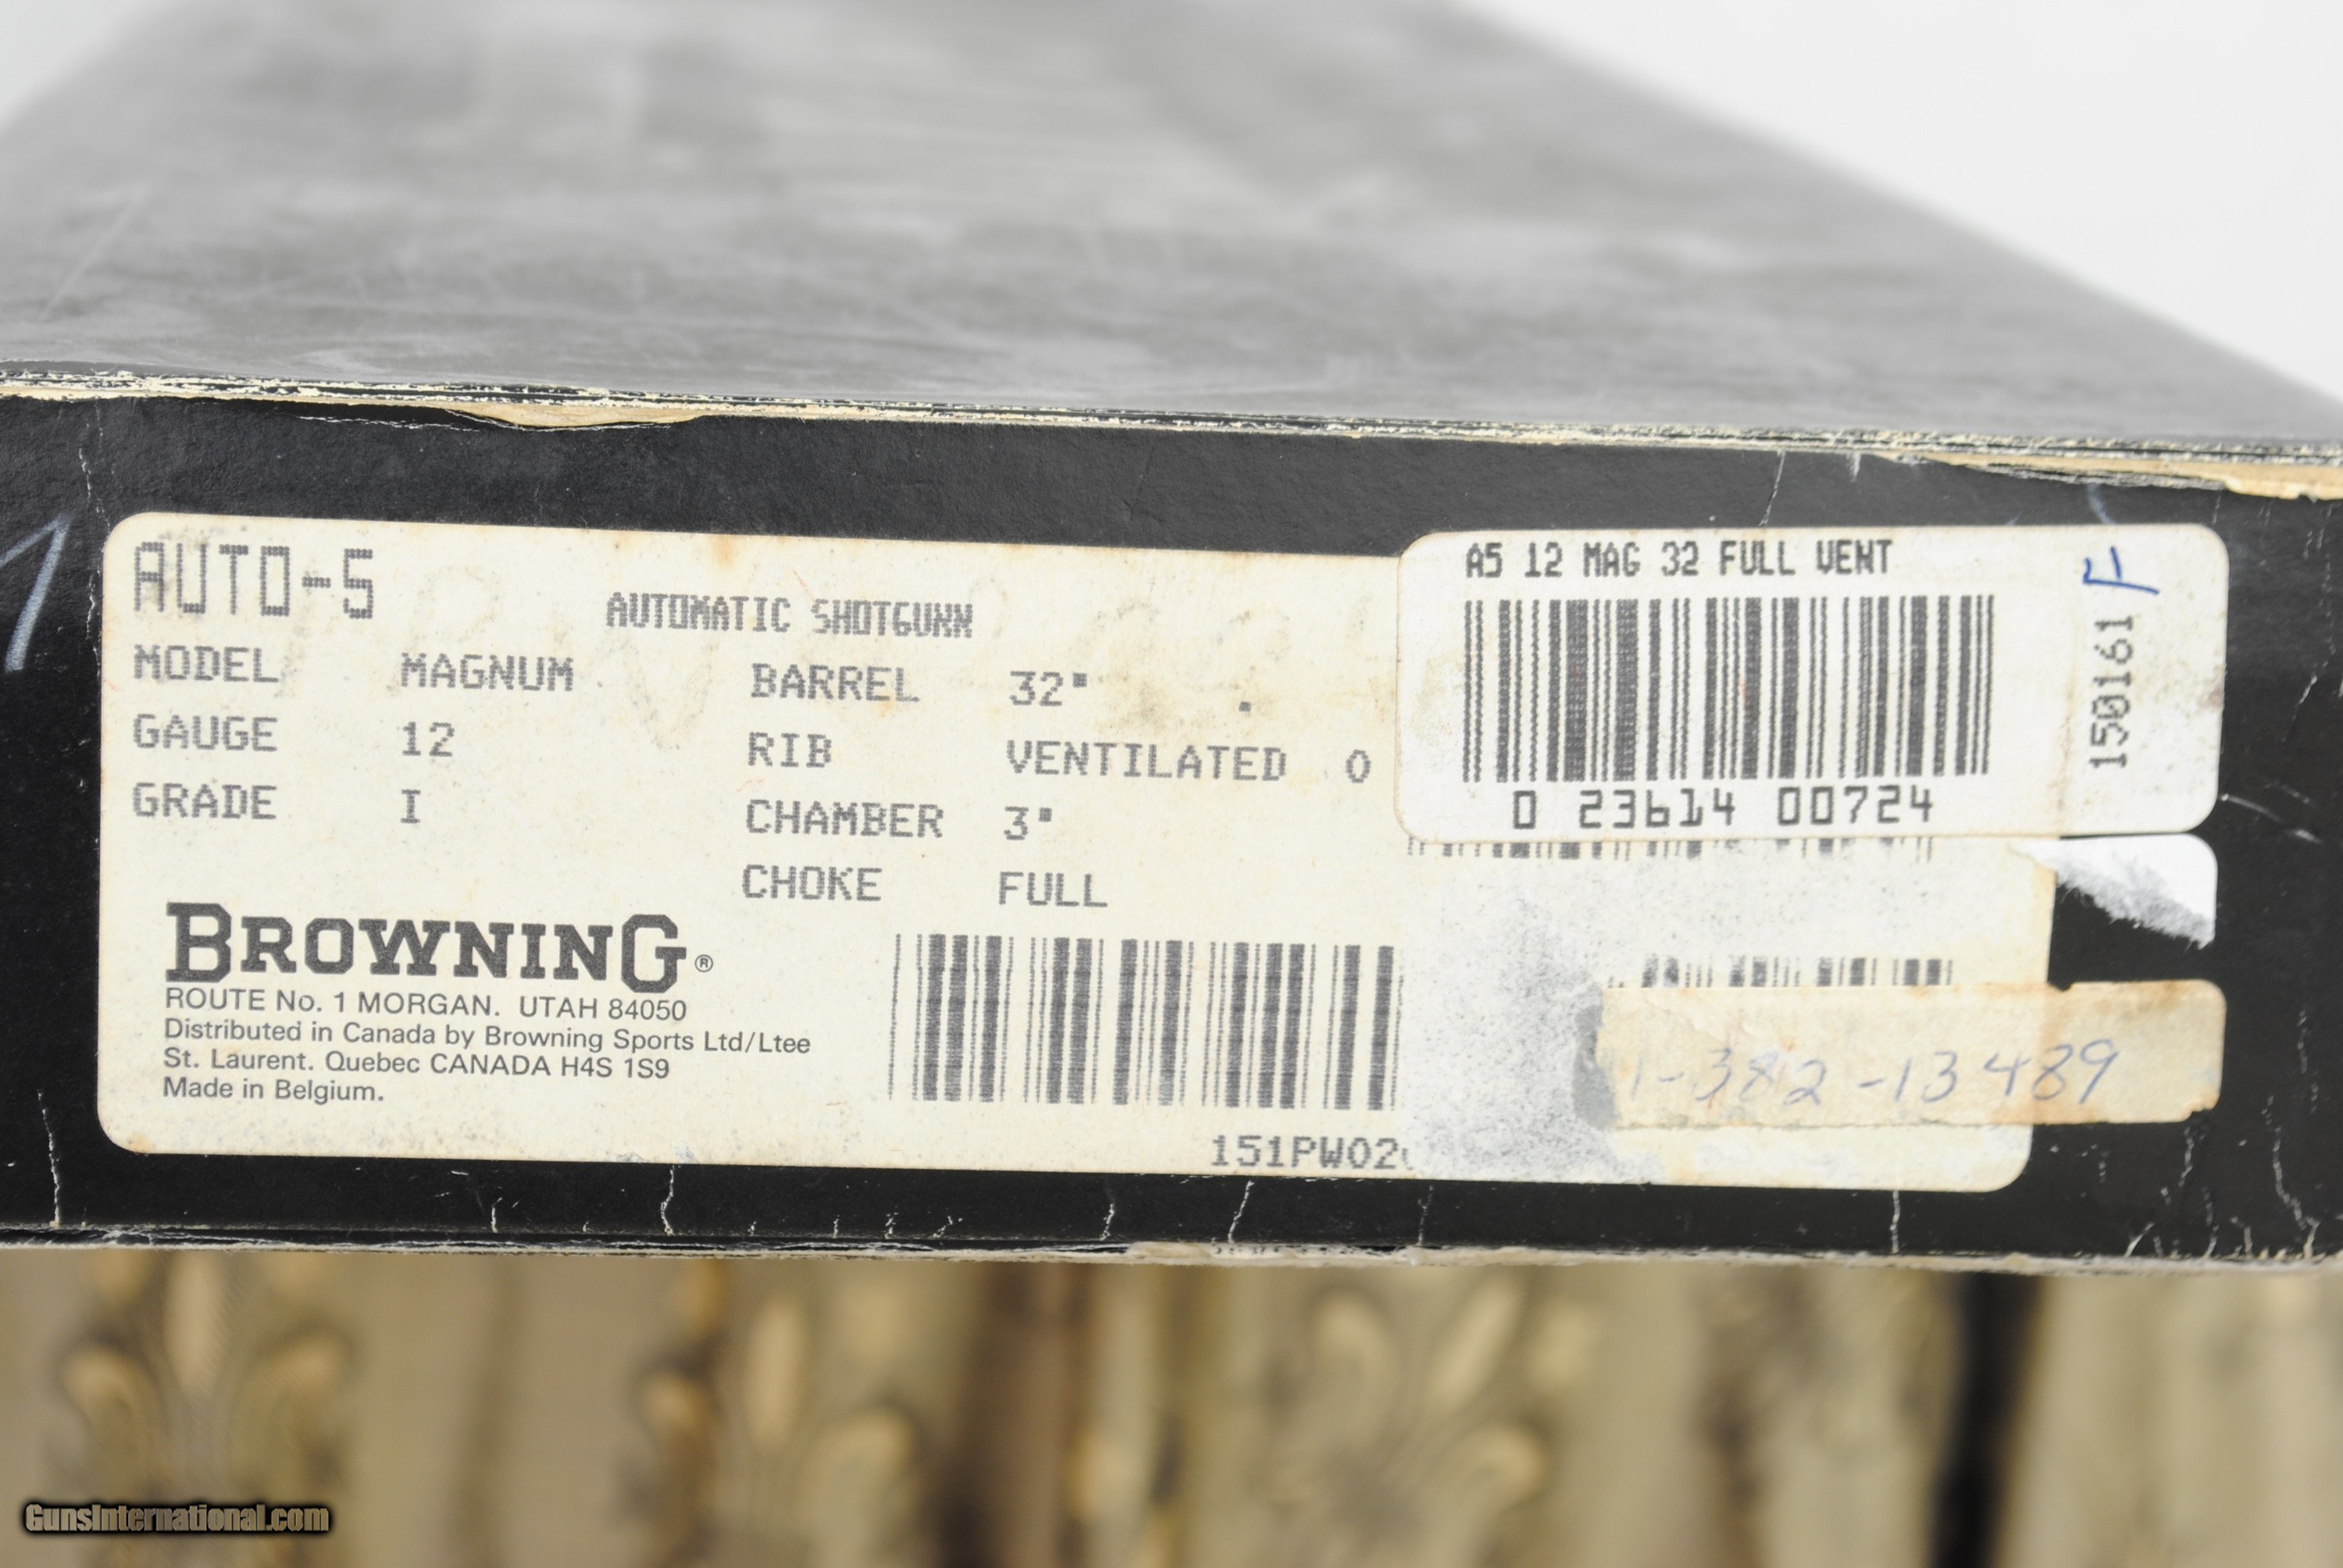 AUTO-5
AUTOMATIC SHOTGUNN
MODEL MAGNUM BARREL 32"
GAUGE 12 RIB VENTILATED 0
GRADE I CHAMBER 3"
CHOKE FULL
BROWNING®
ROUTE No. 1 MORGAN. UTAH 84050
Distributed in Canada by Browning Sports Ltd/Ltee
St. Laurent. Quebec CANADA H4S 1S9
Made in Belgium.
151PW02
A5 12 MAG 32 FULL VENT
0 23614 00724
150161 F
1-382-13489
GunsInternational.com